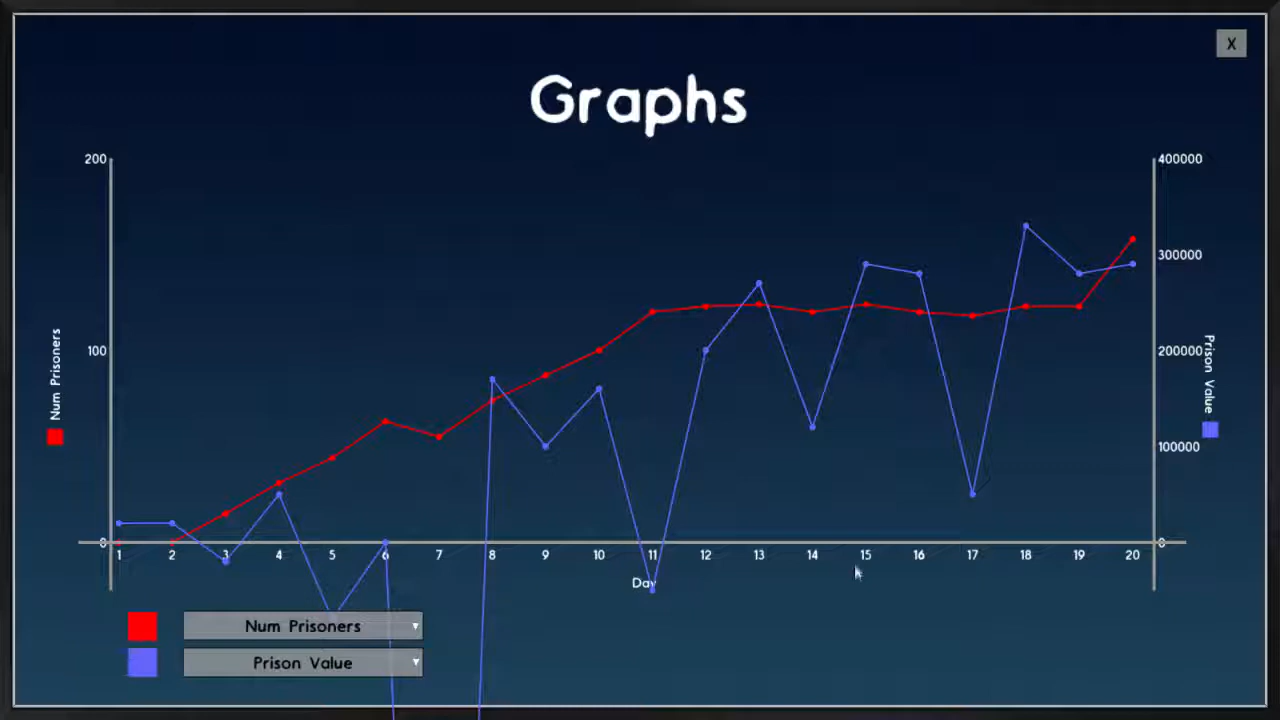 X
Graphs
200
400000
300000
Num Prisoners
100
200000
Prison Value
100000
0
0
1 2 3 4 5 6 7 8 9 10 11 12 13 14 15 16 17 18 19 20
Day
Num Prisoners
Prison Value